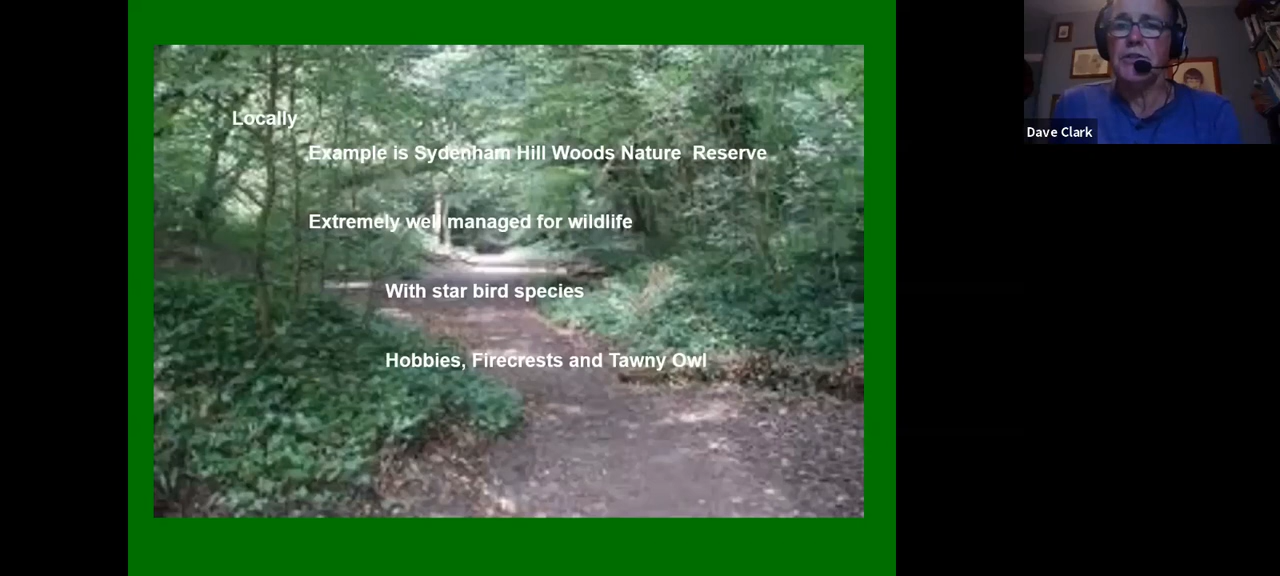 Locally
Example is Sydenham Hill Woods Nature  Reserve
Extremely well managed for wildlife
With star bird species
Hobbies, Firecrests and Tawny Owl
Dave Clark